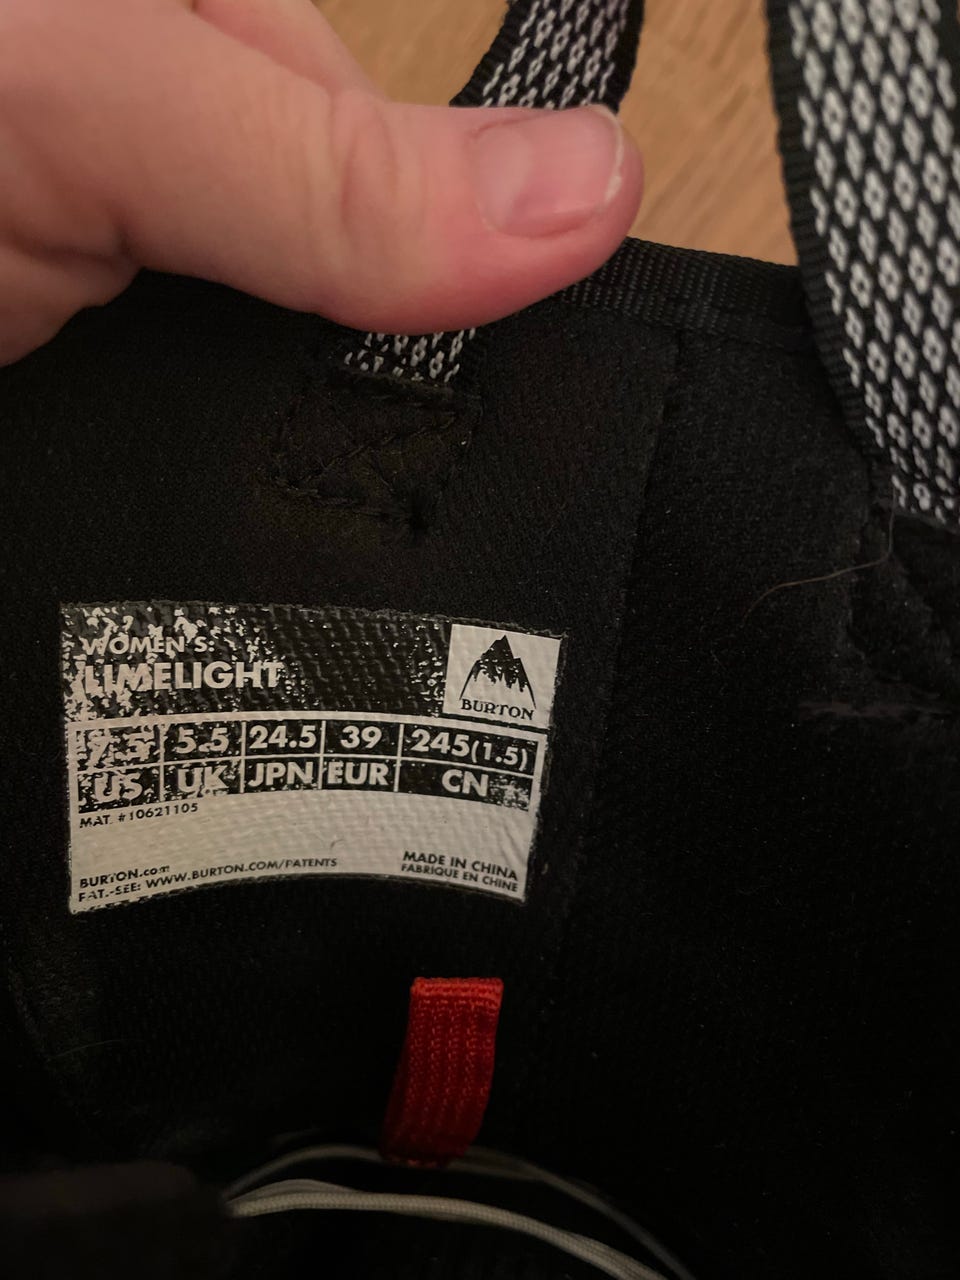 WOMEN'S:
LIMELIGHT
BURTON
7.5 5.5 24.5 39 245(1.5)
US UK JPN EUR CN
MAT. #10621105
BURTON.com
PAT.-SEE: WWW.BURTON.COM/PATENTS
MADE IN CHINA
FABRIQUE EN CHINE